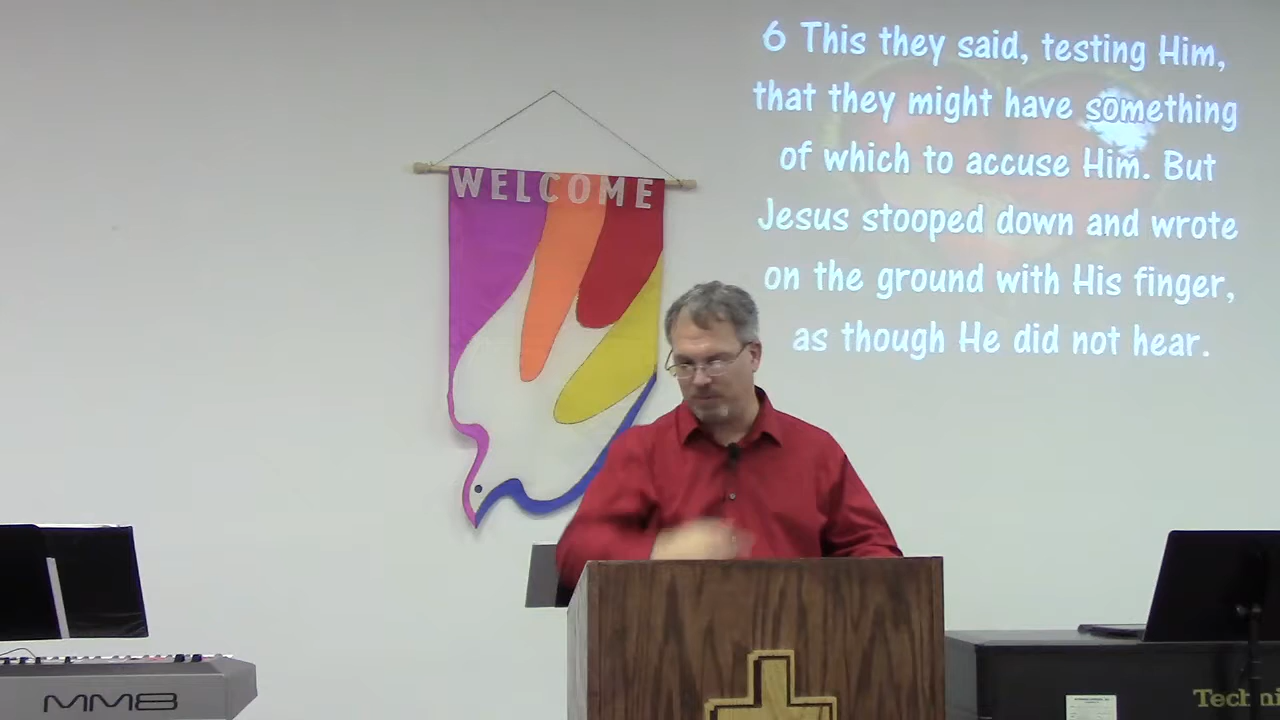 6 This they said, testing Him,
that they might have something
of which to accuse Him. But
Jesus stooped down and wrote
on the ground with His finger,
as though He did not hear.
WELCOME
MM8
Techni